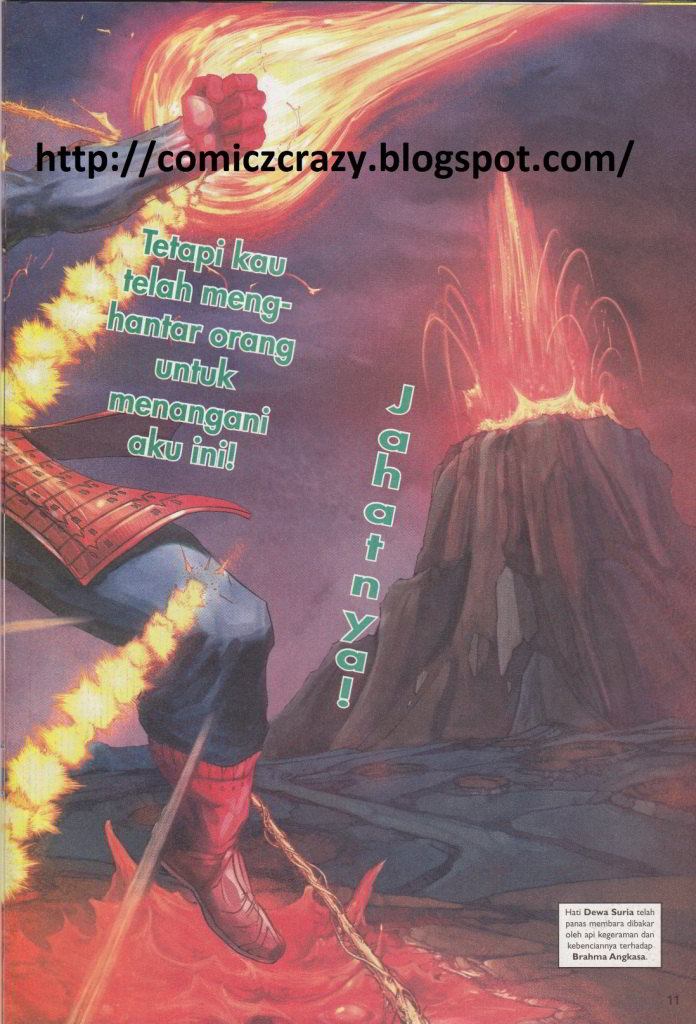 http://comiczcrazy.blogspot.com/
Tetapi kau
telah meng-
hantar orang
untuk
menangani
aku ini!
Jahatnya!
Hati Dewa Suria telah
panas membara dibakar
oleh api kegeraman dan
kebenciannya terhadap
Brahma Angkasa.
11